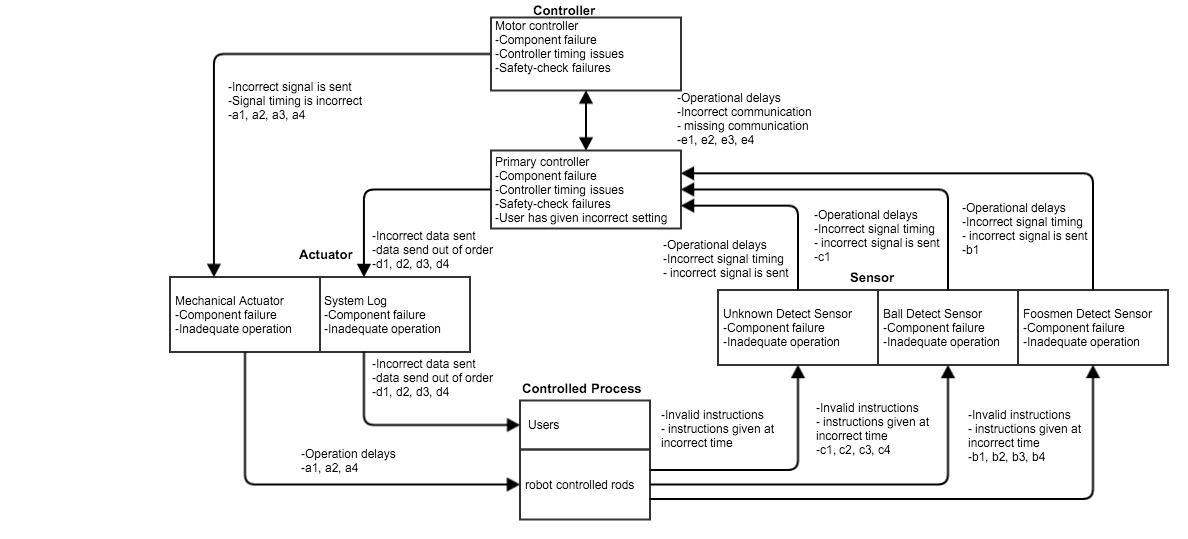 Controller
Motor controller
-Component failure
-Controller timing issues
-Safety-check failures
-Incorrect signal is sent
-Signal timing is incorrect
-a1, a2, a3, a4
-Operational delays
-Incorrect communication
- missing communication
-e1, e2, e3, e4
Primary controller
-Component failure
-Controller timing issues
-Safety-check failures
-User has given incorrect setting
-Incorrect data sent
-data send out of order
-d1, d2, d3, d4
-Operational delays
-Incorrect signal timing
- incorrect signal is sent
-Operational delays
-Incorrect signal timing
- incorrect signal is sent
-c1
-Operational delays
-Incorrect signal timing
- incorrect signal is sent
-b1
Actuator
Mechanical Actuator
-Component failure
-Inadequate operation
System Log
-Component failure
-Inadequate operation
Sensor
Unknown Detect Sensor
-Component failure
-Inadequate operation
Ball Detect Sensor
-Component failure
-Inadequate operation
Foosmen Detect Sensor
-Component failure
-Inadequate operation
-Incorrect data sent
-data send out of order
-d1, d2, d3, d4
-Operation delays
-a1, a2, a4
Controlled Process
Users
robot controlled rods
-Invalid instructions
- instructions given at
incorrect time
-Invalid instructions
- instructions given at
incorrect time
-c1, c2, c3, c4
-Invalid instructions
- instructions given at
incorrect time
-b1, b2, b3, b4